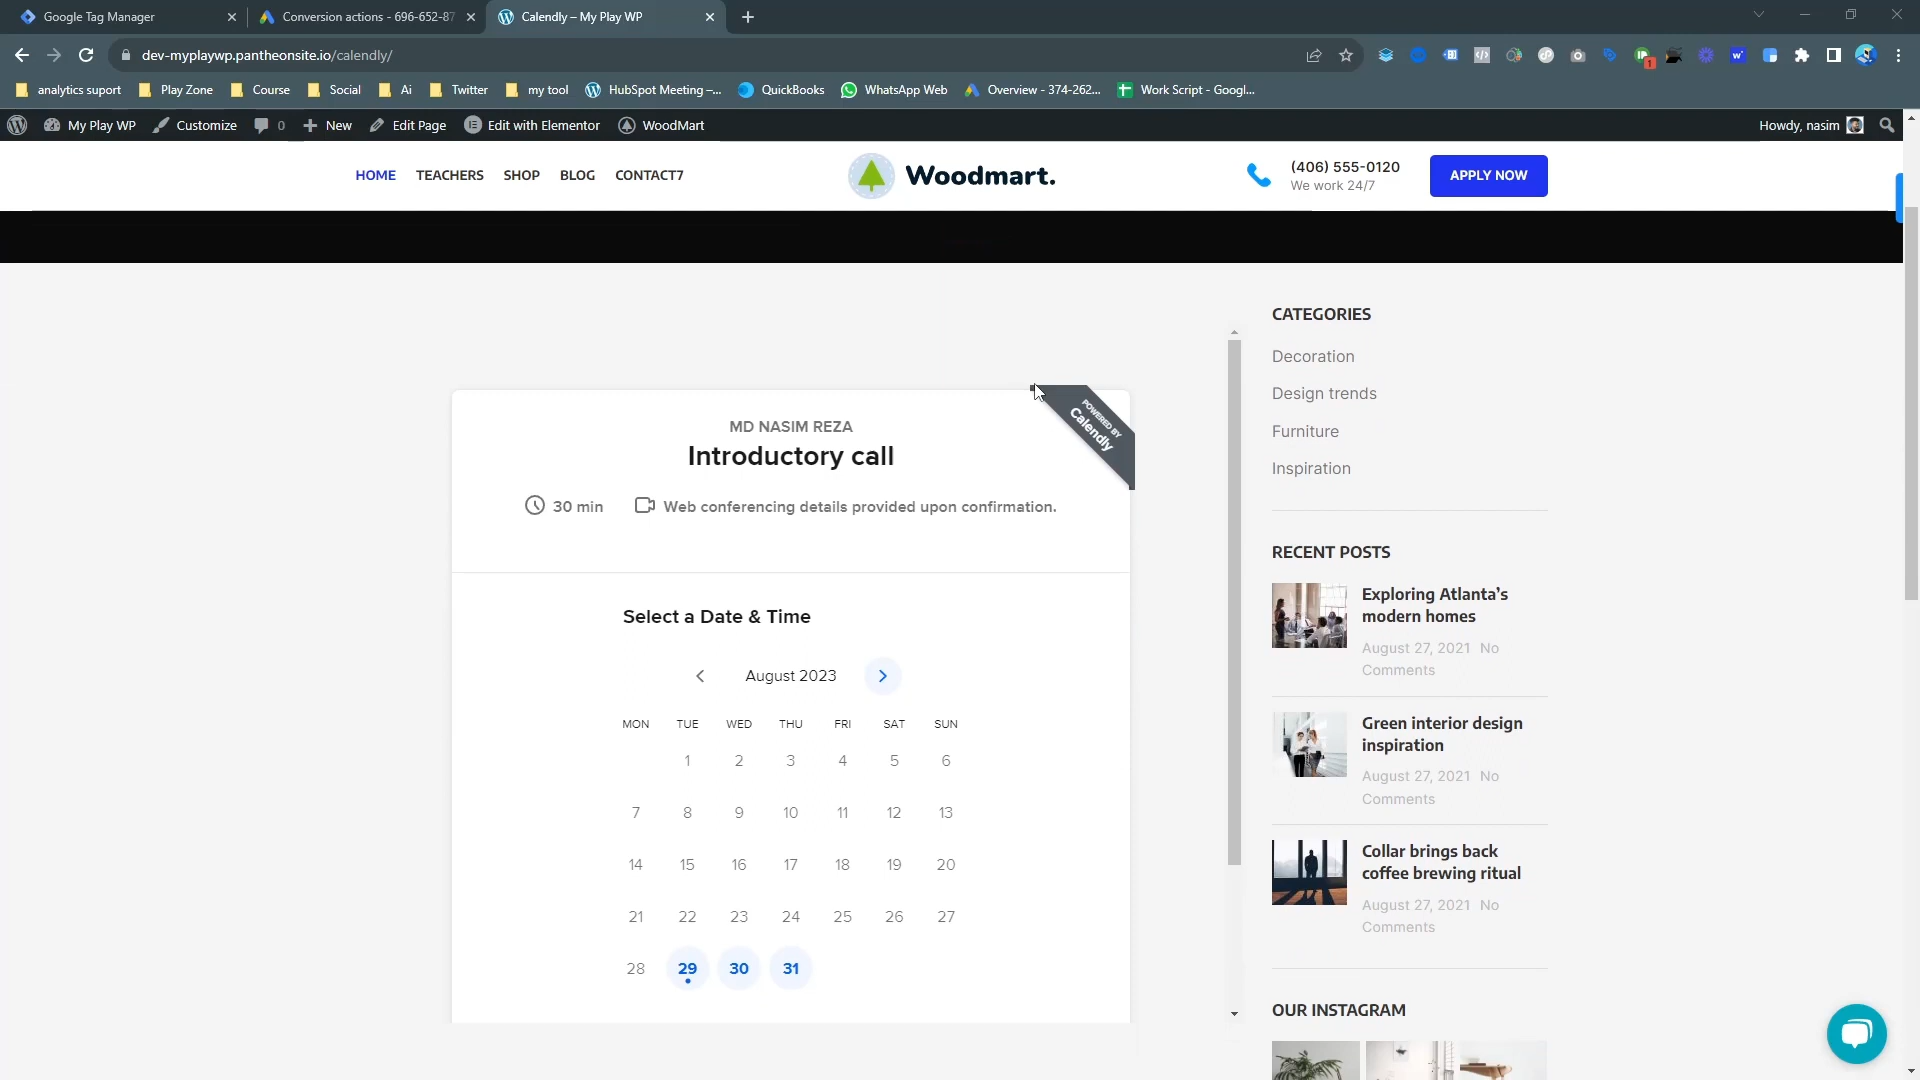 Google Tag Manager
Conversion actions - 696-652-87
Calendly – My Play WP
dev-myplaywp.pantheonsite.io/calendly/
analytics suport
Play Zone
Course
Social
Ai
Twitter
my tool
HubSpot Meeting –...
QuickBooks
WhatsApp Web
Overview - 374-262...
Work Script - Googl...
My Play WP
Customize
0
New
Edit Page
Edit with Elementor
WoodMart
Howdy, nasim
HOME
TEACHERS
SHOP
BLOG
CONTACT7
Woodmart.
(406) 555-0120
We work 24/7
APPLY NOW
POWERED BY
Calendly
MD NASIM REZA
Introductory call
30 min
Web conferencing details provided upon confirmation.
Select a Date & Time
August 2023
MON TUE WED THU FRI SAT SUN
1 2 3 4 5 6
7 8 9 10 11 12 13
14 15 16 17 18 19 20
21 22 23 24 25 26 27
28 29 30 31
CATEGORIES
Decoration
Design trends
Furniture
Inspiration
RECENT POSTS
Exploring Atlanta’s
modern homes
August 27, 2021 No
Comments
Green interior design
inspiration
August 27, 2021 No
Comments
Collar brings back
coffee brewing ritual
August 27, 2021 No
Comments
OUR INSTAGRAM